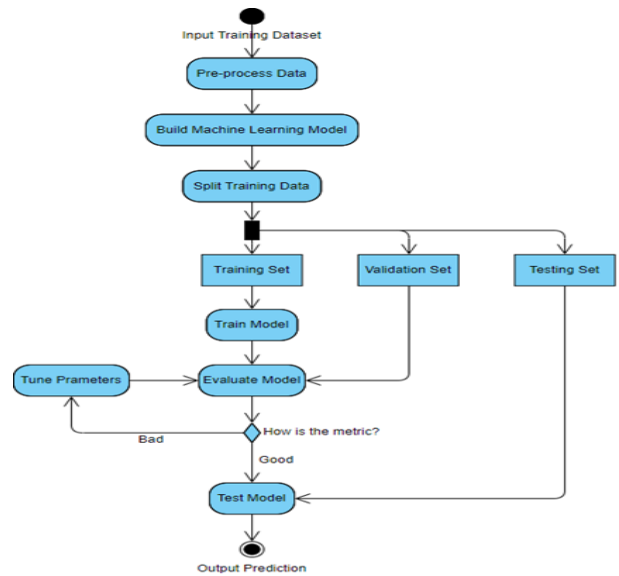 Input Training Dataset
Pre-process Data
Build Machine Learning Model
Split Training Data
Training Set
Validation Set
Testing Set
Train Model
Tune Prameters
Evaluate Model
How is the metric?
Bad
Good
Test Model
Output Prediction